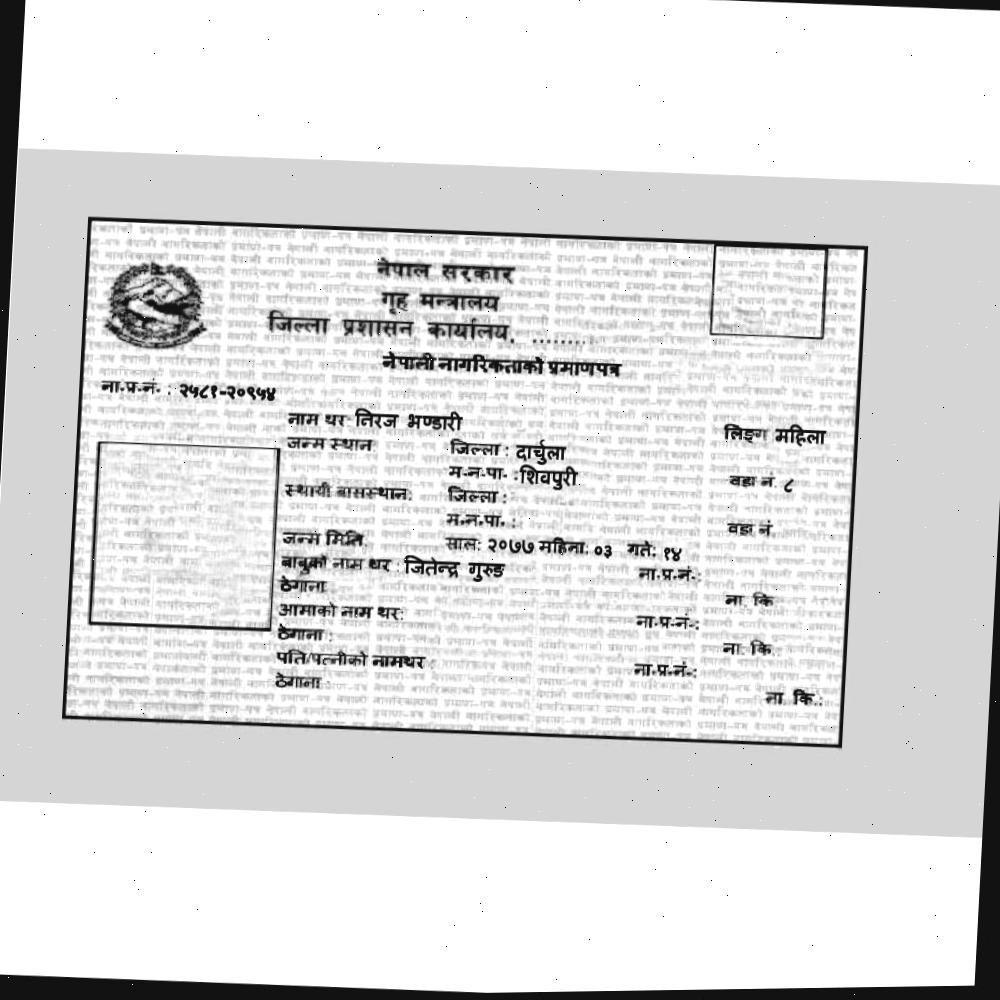 नेपाल सरकार
गृह मन्त्रालय
जिल्ला प्रशासन कार्यालय, ..........
नेपाली नागरिकताको प्रमाणपत्र
ना.प्र.नं. : २५८१-२०९५४
नाम थर: तिरज भण्डारी लिङ्ग महिला
जन्म स्थान: जिल्ला : दार्चुला
म.न.पा. : शिवपुरी वडा नं. ८
स्थायी बासस्थान: जिल्ला :
म.न.पा. : वडा नं.
जन्म मिति: साल: २०७७ महिना: ०३ गते: १४
बाबुको नाम थर : जितेन्द्र गुरुङ ना.प्र.नं.:
ठेगाना ना. कि.
आमाको नाम थर: ना.प्र.नं.:
ठेगाना : ना. कि.
पति/पत्नीको नामथर : ना.प्र.नं.:
ठेगाना : ना. कि.: